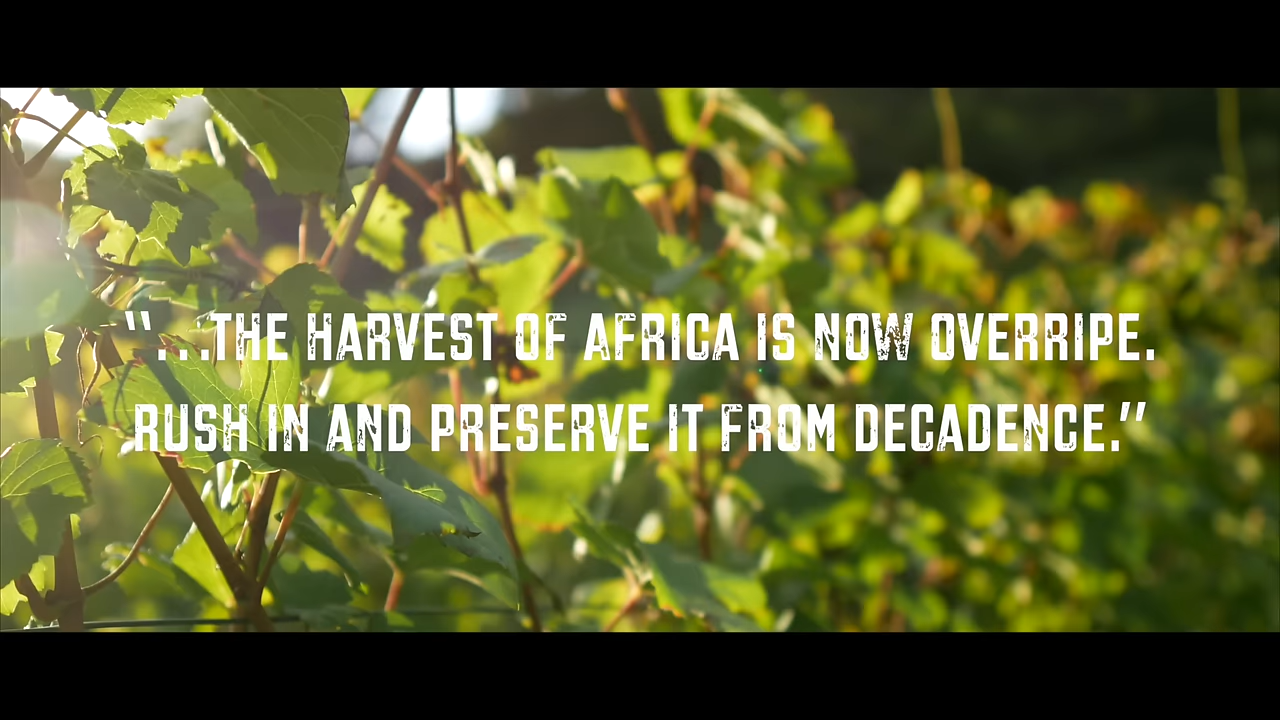 "...THE HARVEST OF AFRICA IS NOW OVERRIPE.
RUSH IN AND PRESERVE IT FROM DECADENCE."